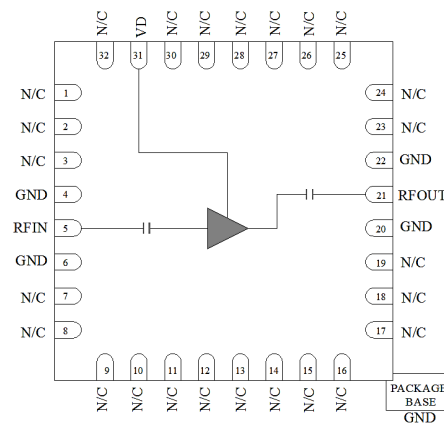 N/C VD N/C N/C N/C N/C N/C N/C
32 31 30 29 28 27 26 25
N/C 1 24 N/C
N/C 2 23 N/C
N/C 3 22 GND
GND 4 21 RFOUT
RFIN 5 20 GND
GND 6 19 N/C
N/C 7 18 N/C
N/C 8 17 N/C
9 10 11 12 13 14 15 16
N/C N/C N/C N/C N/C N/C N/C N/C
PACKAGE
BASE
GND